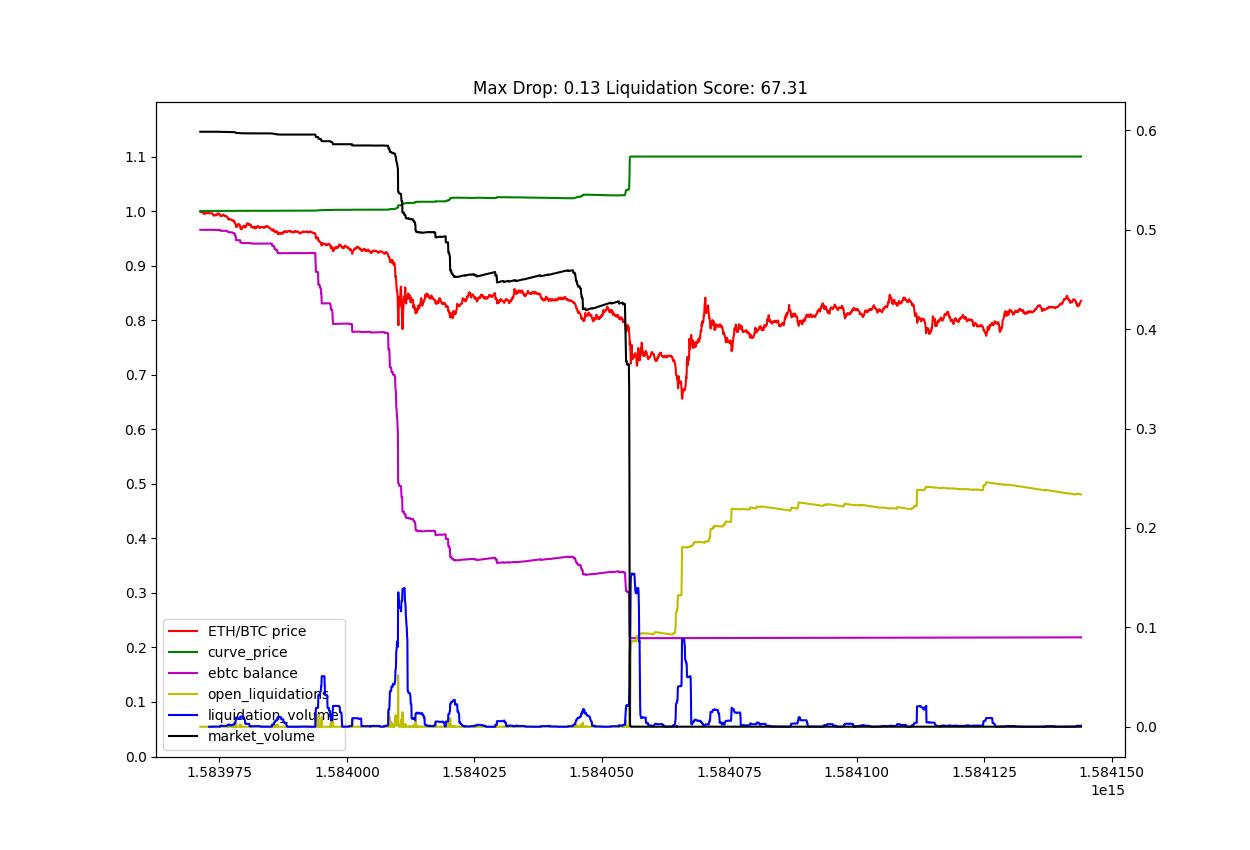 Max Drop: 0.13 Liquidation Score: 67.31
1.1
1.0
0.9
0.8
0.7
0.6
0.5
0.4
0.3
0.2
0.1
0.0
0.6
0.5
0.4
0.3
0.2
0.1
0.0
ETH/BTC price
curve_price
ebtc balance
open_liquidations
liquidation_volume
market_volume
1.583975 1.584000 1.584025 1.584050 1.584075 1.584100 1.584125 1.584150
1e15